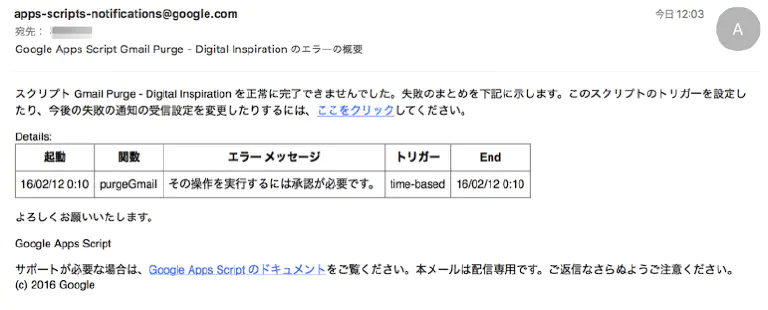 apps-scripts-notifications@google.com
今日 12:03
宛先：
A
Google Apps Script Gmail Purge - Digital Inspiration のエラーの概要
スクリプト Gmail Purge - Digital Inspiration を正常に完了できませんでした。失敗のまとめを下記に示します。このスクリプトのトリガーを設定し
たり、今後の失敗の通知の受信設定を変更したりするには、ここをクリックしてください。
Details:
起動 関数 エラー メッセージ トリガー End
16/02/12 0:10 purgeGmail その操作を実行するには承認が必要です。 time-based 16/02/12 0:10
よろしくお願いいたします。
Google Apps Script
サポートが必要な場合は、Google Apps Script のドキュメントをご覧ください。本メールは配信専用です。ご返信なさらぬようご注意ください。
(c) 2016 Google